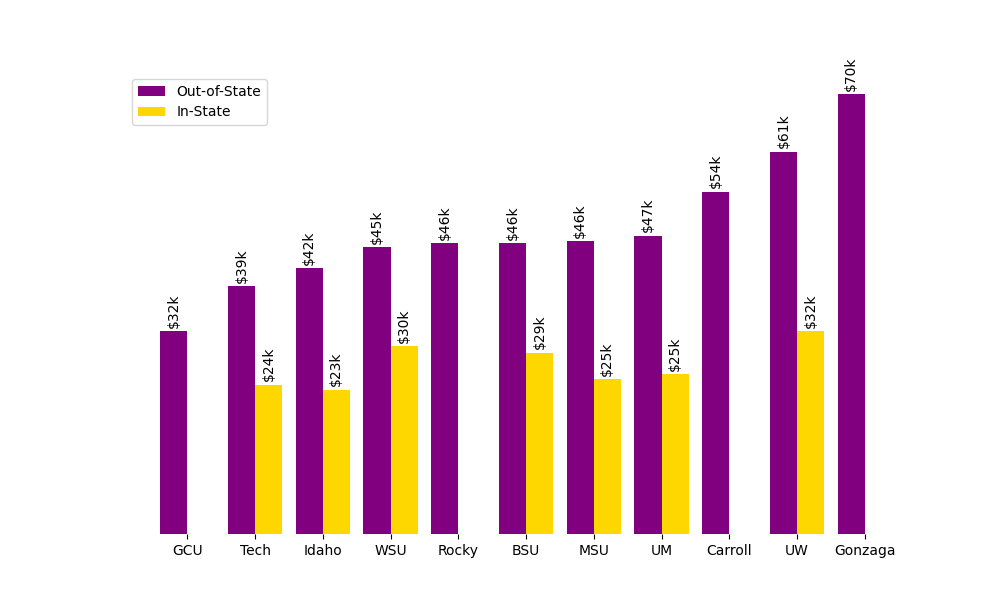 Out-of-State
In-State
$32k
$39k
$42k
$45k
$46k
$46k
$46k
$47k
$54k
$61k
$70k
$24k
$23k
$30k
$29k
$25k
$25k
$32k
GCU
Tech
Idaho
WSU
Rocky
BSU
MSU
UM
Carroll
UW
Gonzaga